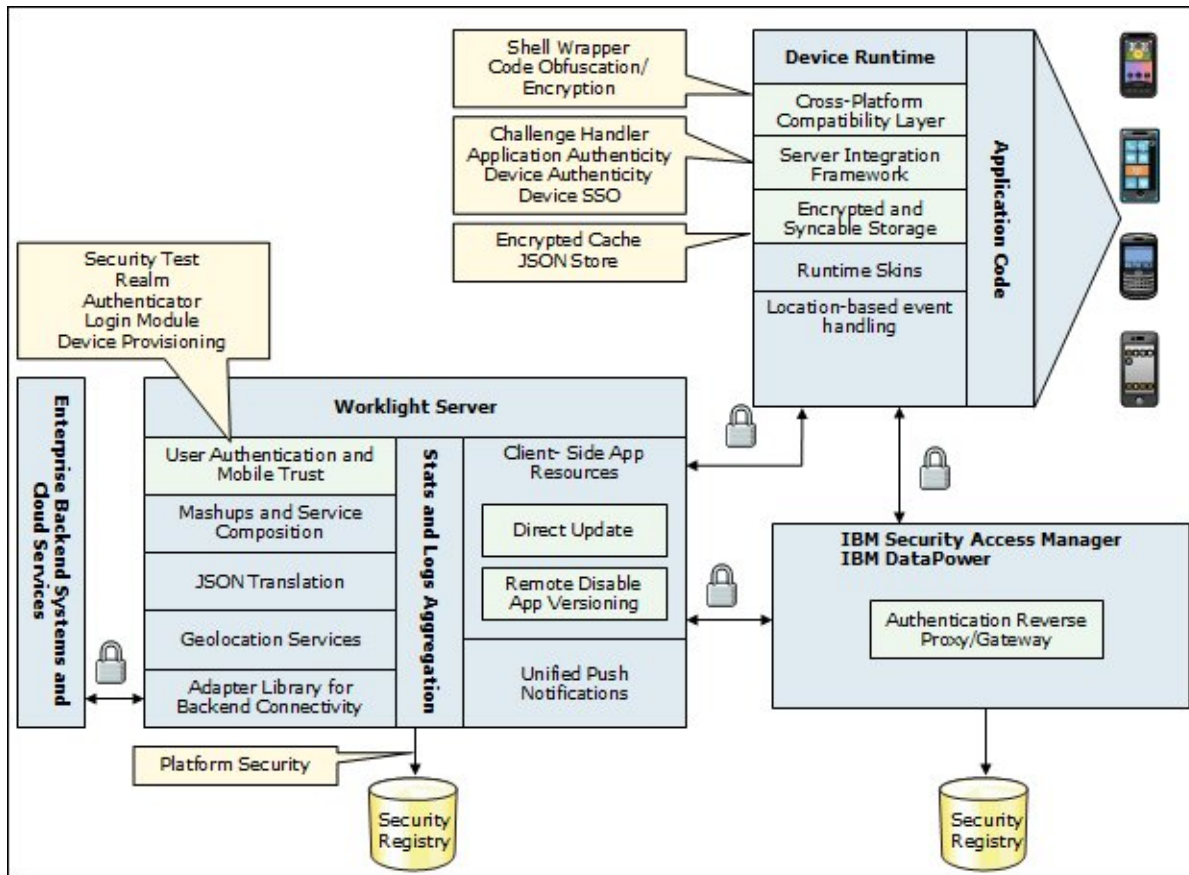 Shell Wrapper
Code Obfuscation/
Encryption
Challenge Handler
Application Authenticity
Device Authenticity
Device SSO
Encrypted Cache
JSON Store
Device Runtime
Cross-Platform
Compatibility Layer
Server Integration
Framework
Encrypted and
Syncable Storage
Runtime Skins
Location-based event
handling
Application Code
Security Test
Realm
Authenticator
Login Module
Device Provisioning
Enterprise Backend Systems and
Cloud Services
Worklight Server
User Authentication and
Mobile Trust
Mashups and Service
Composition
JSON Translation
Geolocation Services
Adapter Library for
Backend Connectivity
Stats and Logs Aggregation
Client- Side App
Resources
Direct Update
Remote Disable
App Versioning
Unified Push
Notifications
IBM Security Access Manager
IBM DataPower
Authentication Reverse
Proxy/Gateway
Platform Security
Security
Registry
Security
Registry